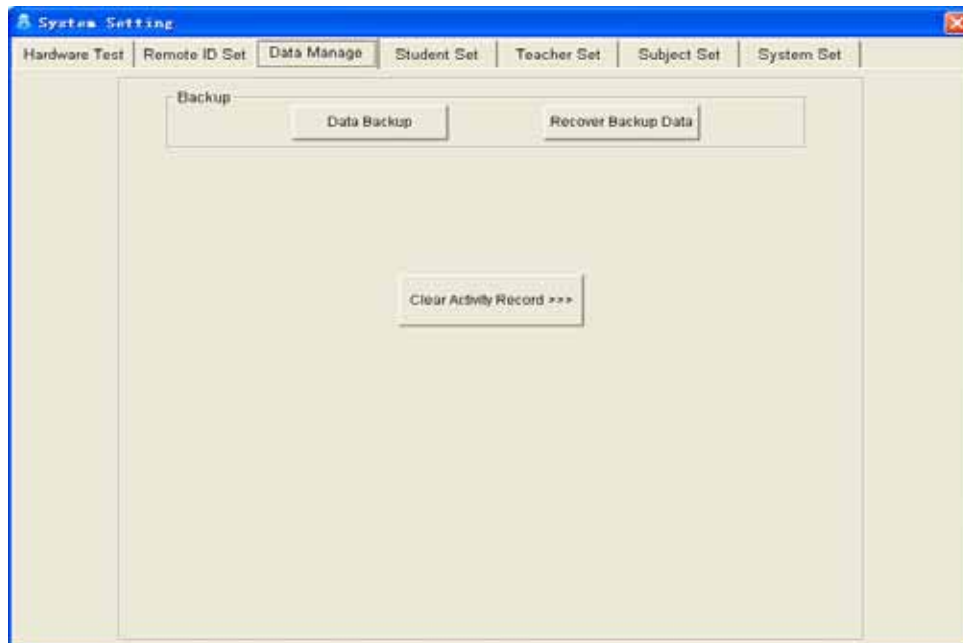 System Setting
Hardware Test Remote ID Set Data Manage Student Set Teacher Set Subject Set System Set
Backup
Data Backup Recover Backup Data
Clear Activity Record >>>